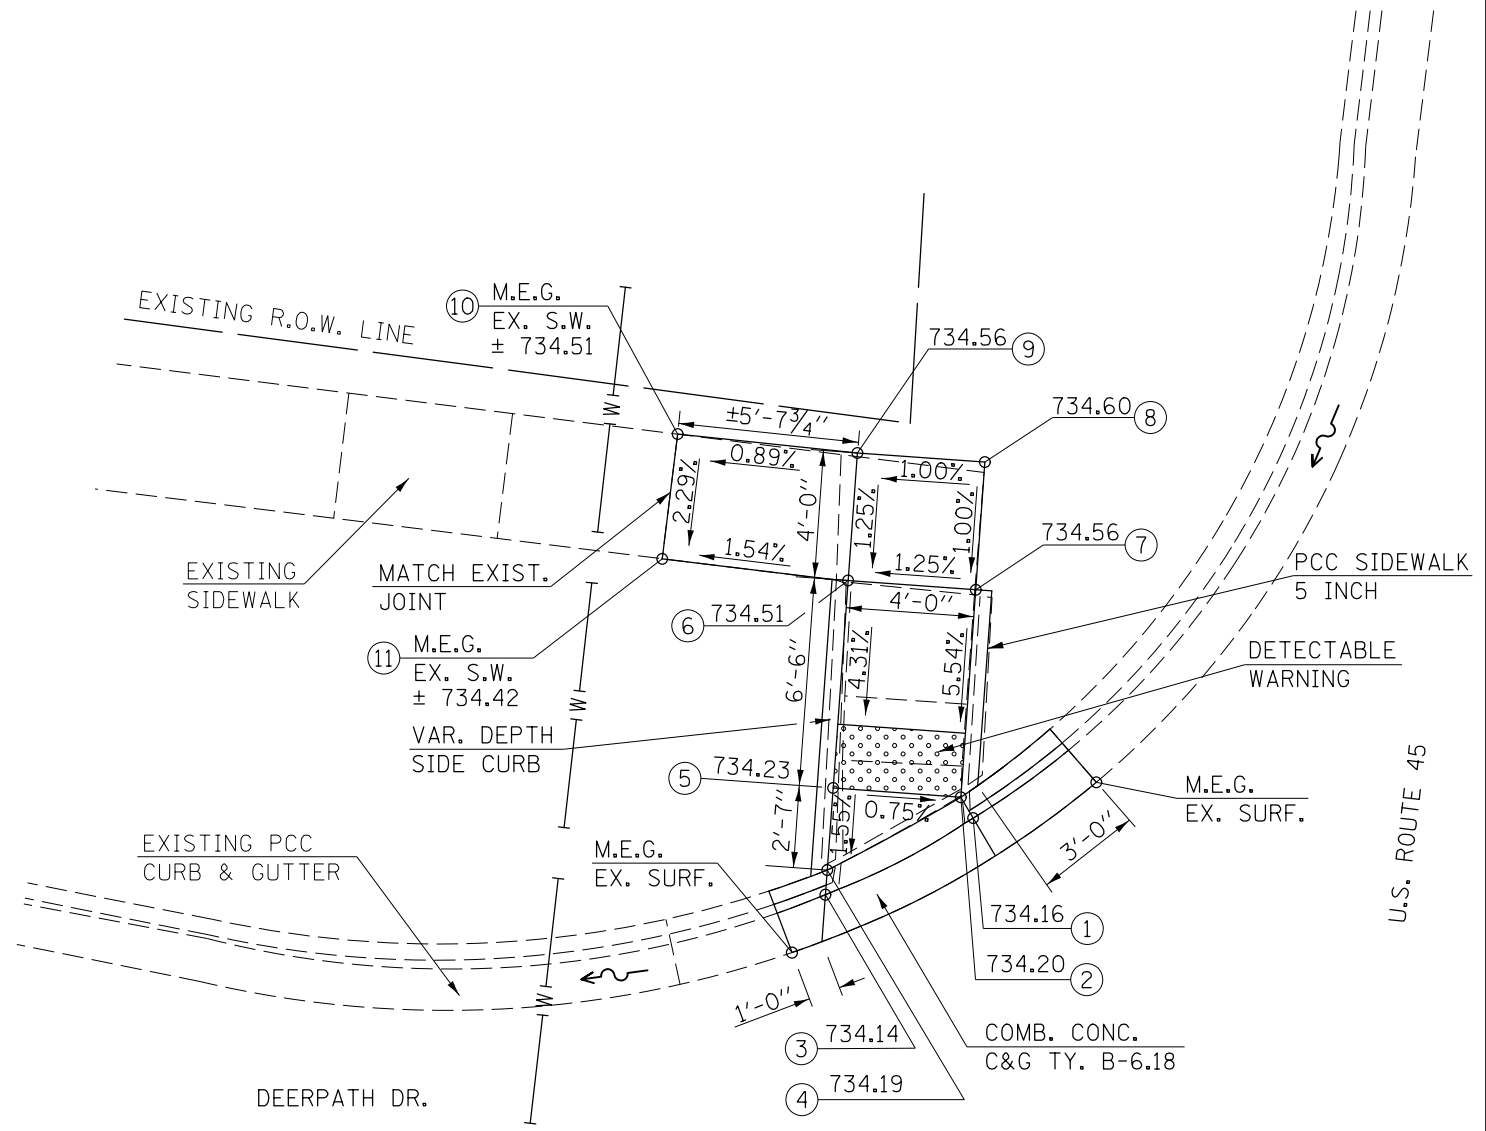 M.E.G.
EX. S.W.
± 734.51
10
EXISTING R.O.W. LINE
W
734.56
9
734.60
8
±5'-7¾"
0.89%
1.00%
2.29%
4'-0"
1.25%
1.00%
1.54%
1.25%
734.56
7
EXISTING
SIDEWALK
MATCH EXIST.
JOINT
PCC SIDEWALK
5 INCH
6
734.51
4'-0"
11
M.E.G.
EX. S.W.
± 734.42
W
6'-6"
4.31%
5.54%
DETECTABLE
WARNING
VAR. DEPTH
SIDE CURB
5
734.23
0.75%
1.55%
2'-7"
M.E.G.
EX. SURF.
3'-0"
U.S. ROUTE 45
EXISTING PCC
CURB & GUTTER
M.E.G.
EX. SURF.
734.16
1
734.20
2
W
1'-0"
3
734.14
4
734.19
COMB. CONC.
C&G TY. B-6.18
DEERPATH DR.